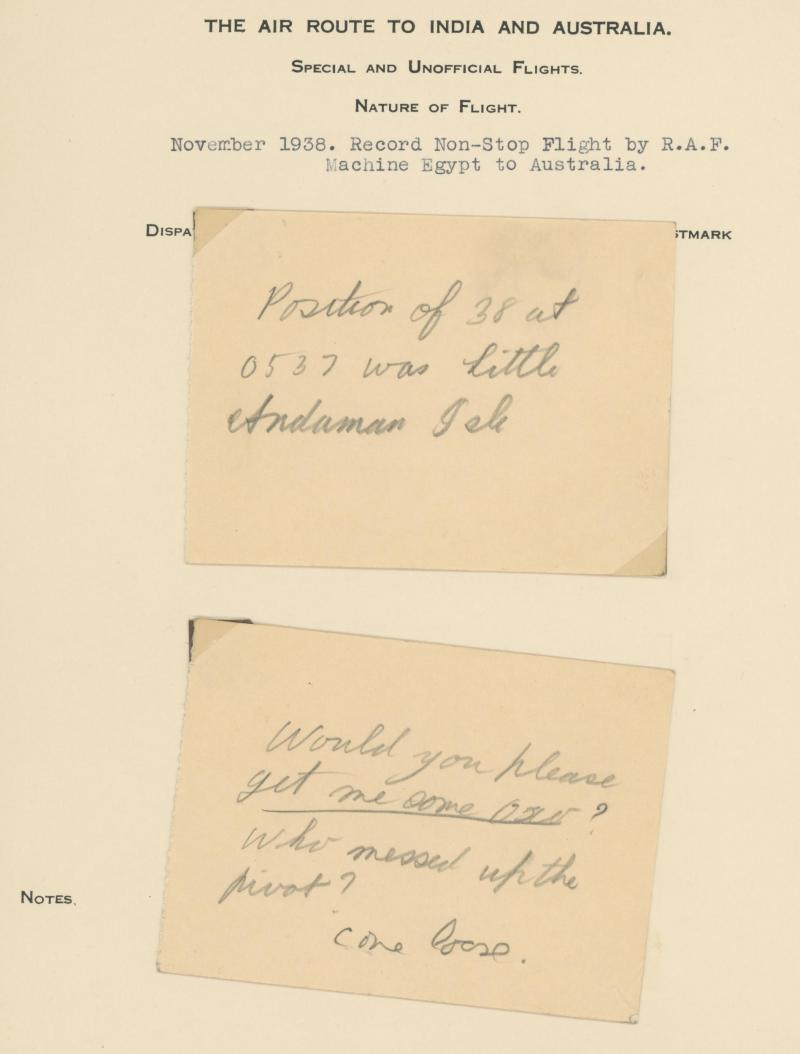 THE AIR ROUTE TO INDIA AND AUSTRALIA.
SPECIAL AND UNOFFICIAL FLIGHTS.
NATURE OF FLIGHT.
November 1938. Record Non-Stop Flight by R.A.F.
Machine Egypt to Australia.
DISPA STMARK
Position of 38 at
0537 was Little
Andaman Isle
Would you please
get me some Oxo?
Who messed up the
pivot?
Cone loose.
NOTES.